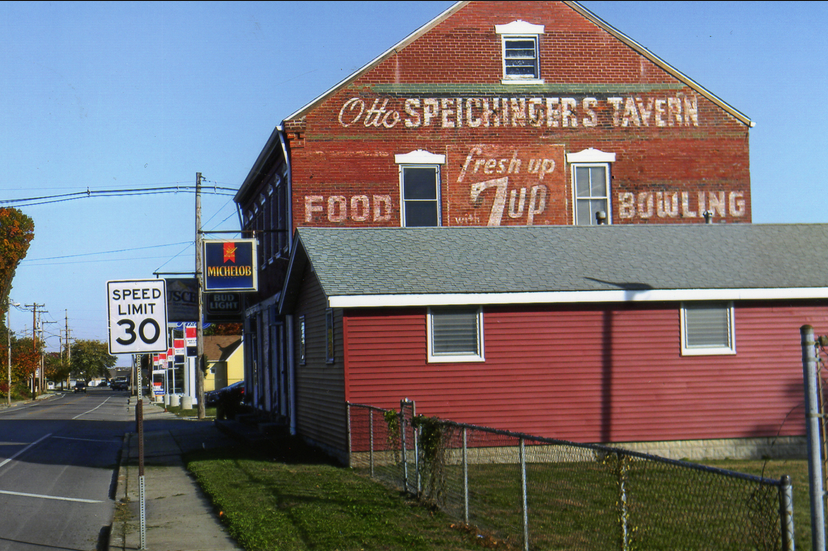 Otto SPEICHINGERS TAVERN
fresh up
FOOD with 7up BOWLING
MICHELOB
BUD
LIGHT
SPEED
LIMIT
30